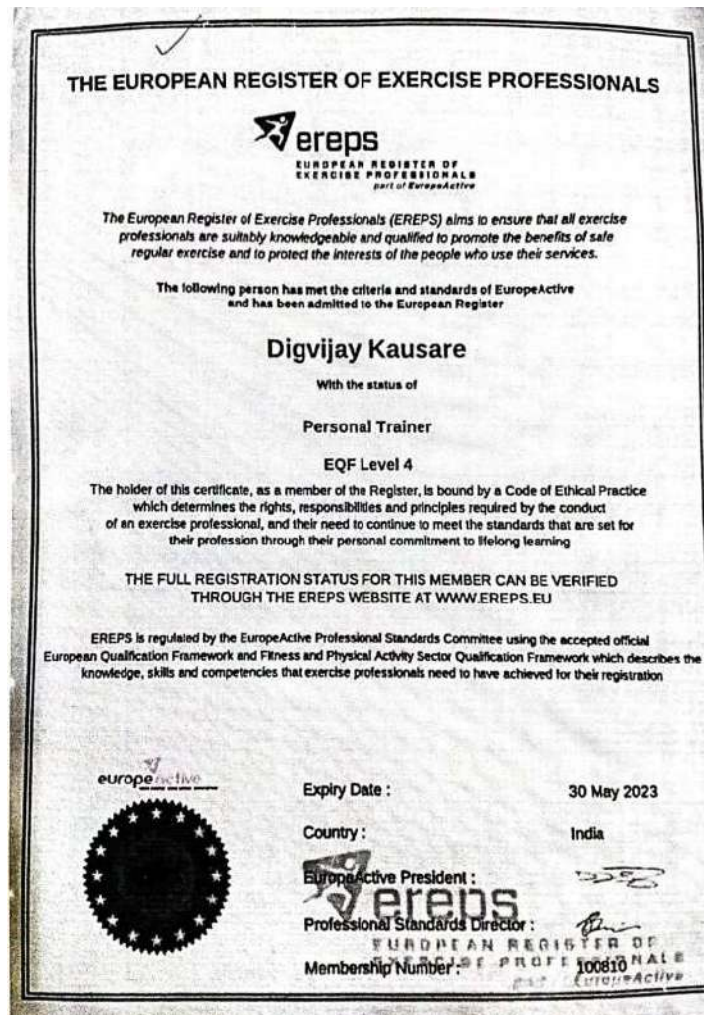 THE EUROPEAN REGISTER OF EXERCISE PROFESSIONALS
ereps
EUROPEAN REGISTER OF
EXERCISE PROFESSIONALS
part of EuropeActive
The European Register of Exercise Professionals (EREPS) aims to ensure that all exercise
professionals are suitably knowledgeable and qualified to promote the benefits of safe
regular exercise and to protect the interests of the people who use their services.
The following person has met the criteria and standards of EuropeActive
and has been admitted to the European Register
Digvijay Kausare
With the status of
Personal Trainer
EQF Level 4
The holder of this certificate, as a member of the Register, is bound by a Code of Ethical Practice
which determines the rights, responsibilities and principles required by the conduct
of an exercise professional, and their need to continue to meet the standards that are set for
their profession through their personal commitment to lifelong learning
THE FULL REGISTRATION STATUS FOR THIS MEMBER CAN BE VERIFIED
THROUGH THE EREPS WEBSITE AT WWW.EREPS.EU
EREPS is regulated by the EuropeActive Professional Standards Committee using the accepted official
European Qualification Framework and Fitness and Physical Activity Sector Qualification Framework which describes the
knowledge, skills and competencies that exercise professionals need to have achieved for their registration
europeactive
Expiry Date : 30 May 2023
Country : India
EuropeActive President :
ereps
Professional Standards Director :
EUROPEAN REGISTER OF
EXERCISE PROFESSIONALS
Membership Number : 100810
EuropeActive